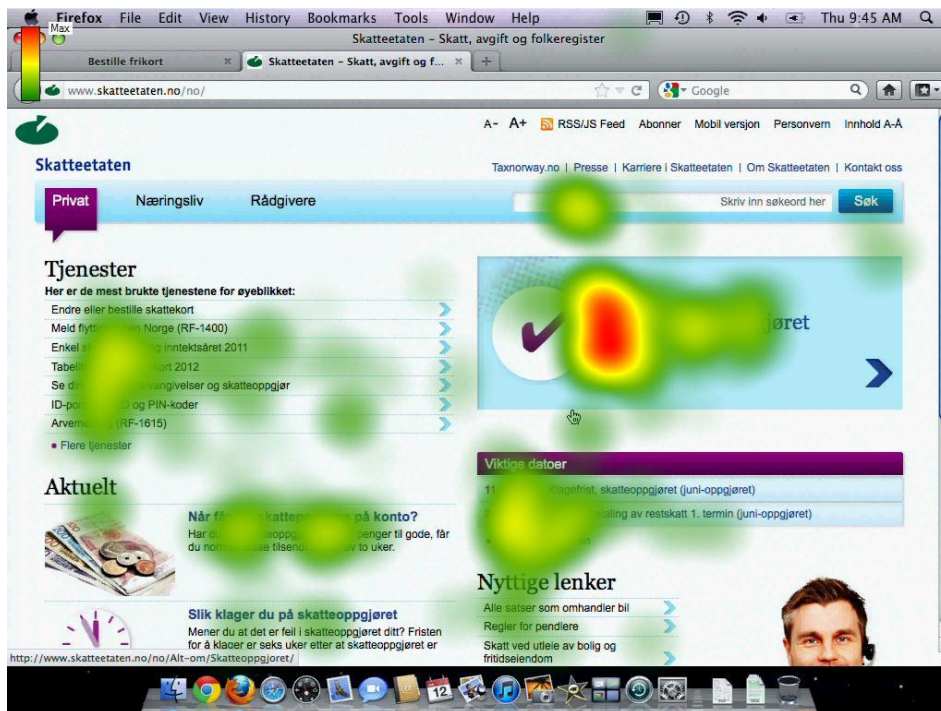 Firefox File Edit View History Bookmarks Tools Window Help Thu 9:45 AM
Max
Skatteetaten – Skatt, avgift og folkeregister
Bestille frikort
Skatteetaten – Skatt, avgift og f...
www.skatteetaten.no/no/
Google
A- A+ RSS/JS Feed Abonner Mobil versjon Personvern Innhold A-Å
Skatteetaten
Taxnorway.no | Presse | Karriere i Skatteetaten | Om Skatteetaten | Kontakt oss
Privat Næringsliv Rådgivere
Skriv inn søkeord her
Søk
Tjenester
Her er de mest brukte tjenestene for øyeblikket:
Endre eller bestille skattekort
Meld Norge (RF-1400)
Enkel inntektsåret 2011
2012
Se og skatteoppgjør
og PIN-koder
(RF-1615)
• Flere tjenester
Aktuelt
Når på konto?
Har penger til gode, får
du to uker.
Slik klager du på skatteoppgjøret
Mener du at det er feil i skatteoppgjøret ditt? Fristen
for å klager er seks uker etter at skatteoppgjøret er
Viktige datoer
Klagefrist, skatteoppgjøret (juni-oppgjøret)
av restskatt 1. termin (juni-oppgjøret)
Nyttige lenker
Alle satser som omhandler bil
Regler for pendlere
Skatt ved utleie av bolig og
fritidseiendom
http://www.skatteetaten.no/no/Alt-om/Skatteoppgjoret/
12